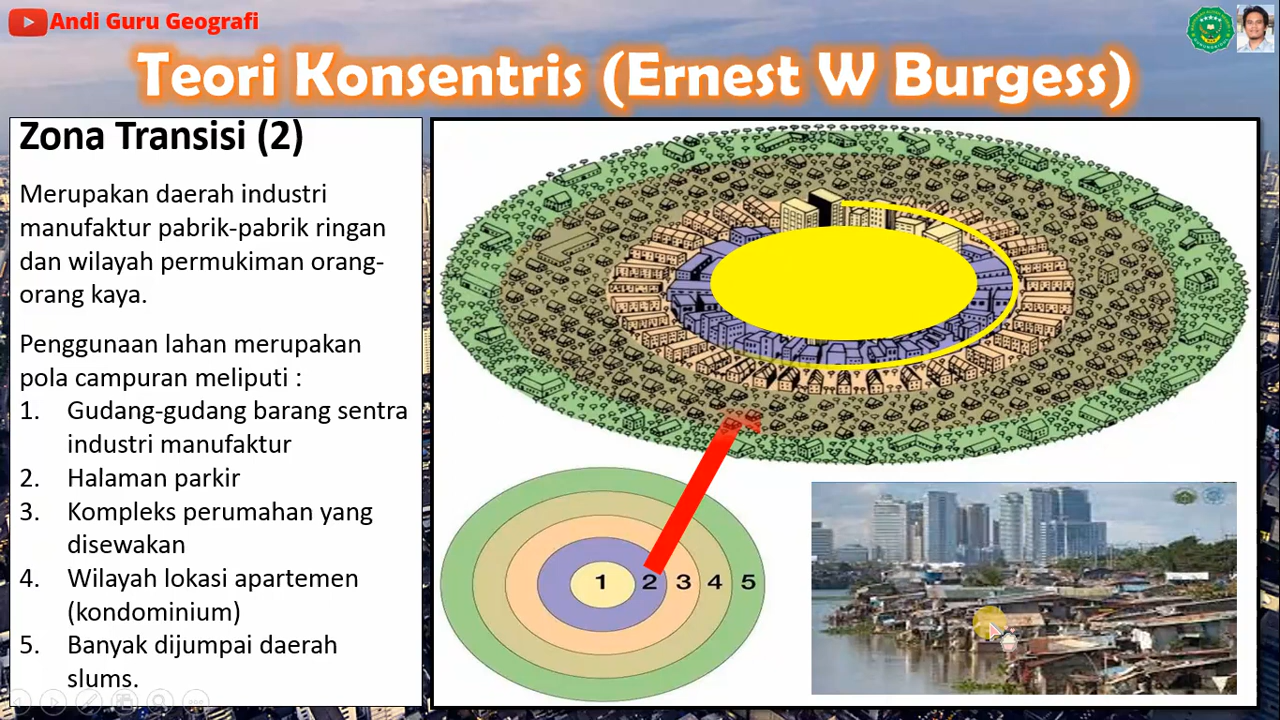 Andi Guru Geografi
Teori Konsentris (Ernest W Burgess)
Zona Transisi (2)
Merupakan daerah industri
manufaktur pabrik-pabrik ringan
dan wilayah permukiman orang-
orang kaya.
Penggunaan lahan merupakan
pola campuran meliputi :
1. Gudang-gudang barang sentra
industri manufaktur
2. Halaman parkir
3. Kompleks perumahan yang
disewakan
4. Wilayah lokasi apartemen
(kondominium)
5. Banyak dijumpai daerah
slums.
1 2 3 4 5